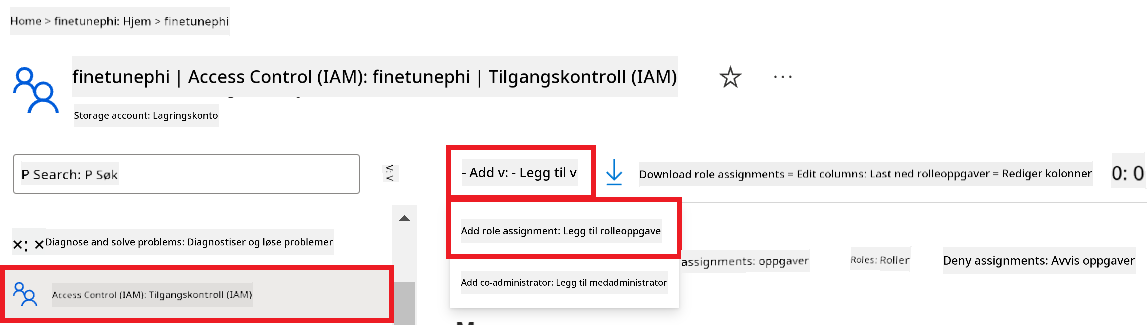 Home > finetunephi: Hjem > finetunephi
finetunephi | Access Control (IAM): finetunephi | Tilgangskontroll (IAM)
Storage account: Lagringskonto
P Search: P Søk
- Add v: - Legg til v
Download role assignments = Edit columns: Last ned rolleoppgaver = Rediger kolonner
0: 0
Add role assignment: Legg til rolleoppgave
×: ×Diagnose and solve problems: Diagnostiser og løse problemer
assignments: oppgaver
Roles: Roller
Deny assignments: Avvis oppgaver
Add co-administrator: Legg til medadministrator
Access Control (IAM): Tilgangskontroll (IAM)